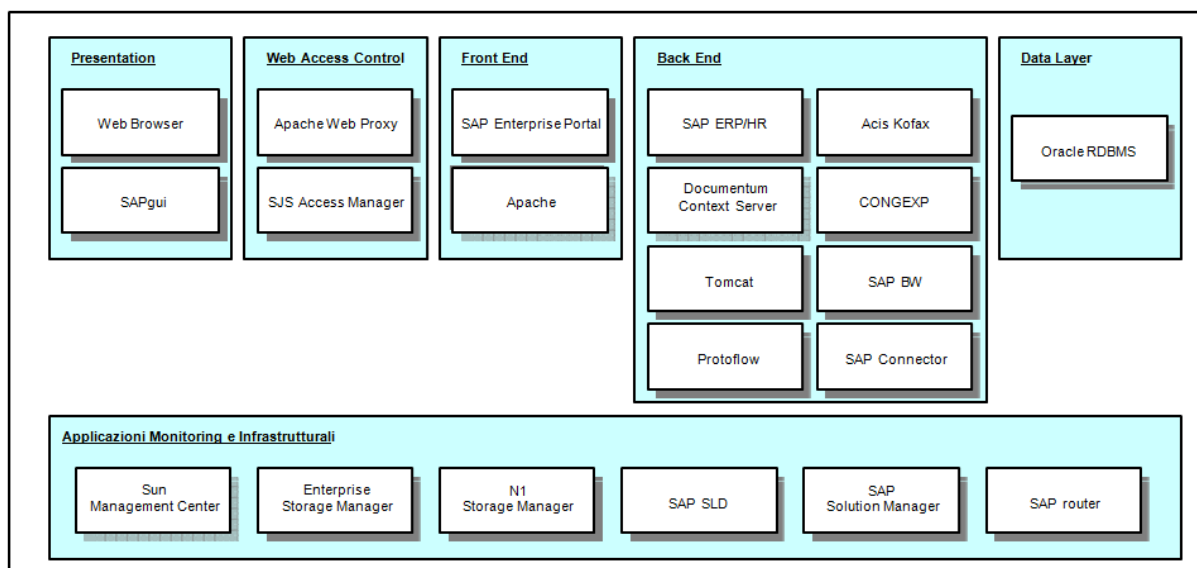 Presentation
Web Browser
SAPgui
Web Access Control
Apache Web Proxy
SJS Access Manager
Front End
SAP Enterprise Portal
Apache
Back End
SAP ERP/HR
Acis Kofax
Documentum
Context Server
CONGEXP
Tomcat
SAP BW
Protoflow
SAP Connector
Data Layer
Oracle RDBMS
Applicazioni Monitoring e Infrastrutturali
Sun
Management Center
Enterprise
Storage Manager
N1
Storage Manager
SAP SLD
SAP
Solution Manager
SAP router